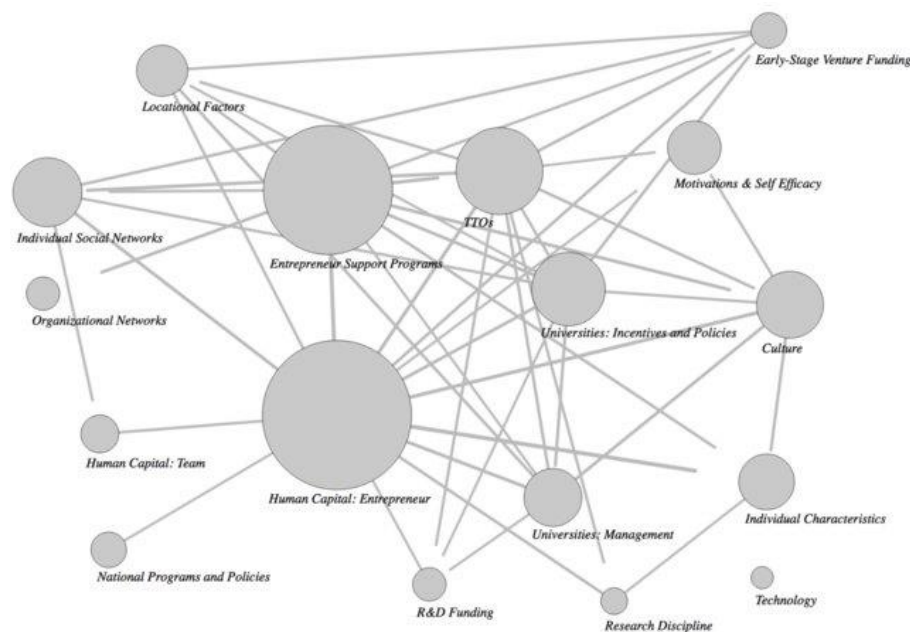 Early-Stage Venture Funding
Locational Factors
Motivations & Self Efficacy
TTOs
Individual Social Networks
Entrepreneur Support Programs
Organizational Networks
Universities: Incentives and Policies
Culture
Human Capital: Team
Human Capital: Entrepreneur
Individual Characteristics
Universities: Management
National Programs and Policies
Technology
R&D Funding
Research Discipline